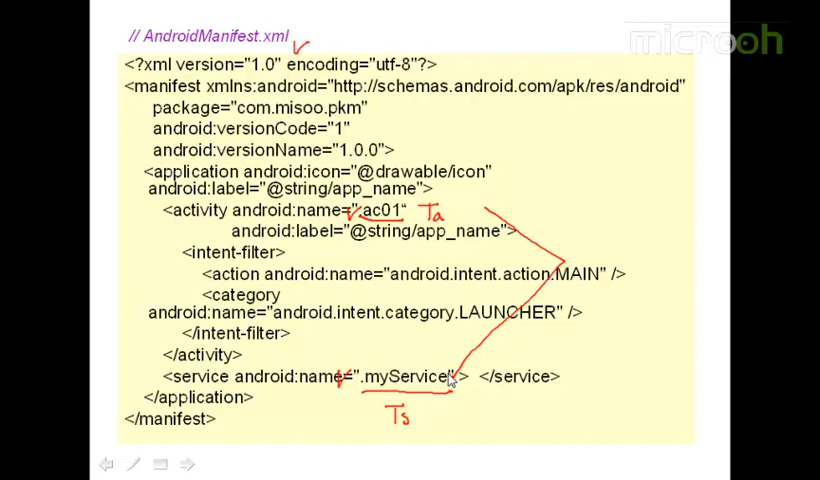 // AndroidManifest.xml
microoh
<?xml version="1.0" encoding="utf-8"?>
<manifest xmlns:android="http://schemas.android.com/apk/res/android"
package="com.misoo.pkm"
android:versionCode="1"
android:versionName="1.0.0">
<application android:icon="@drawable/icon"
android:label="@string/app_name">
<activity android:name=".ac01" Ta
android:label="@string/app_name">
<intent-filter>
<action android:name="android.intent.action.MAIN" />
<category
android:name="android.intent.category.LAUNCHER" />
</intent-filter>
</activity>
<service android:name=".myService"> </service>
</application>
Ts
</manifest>